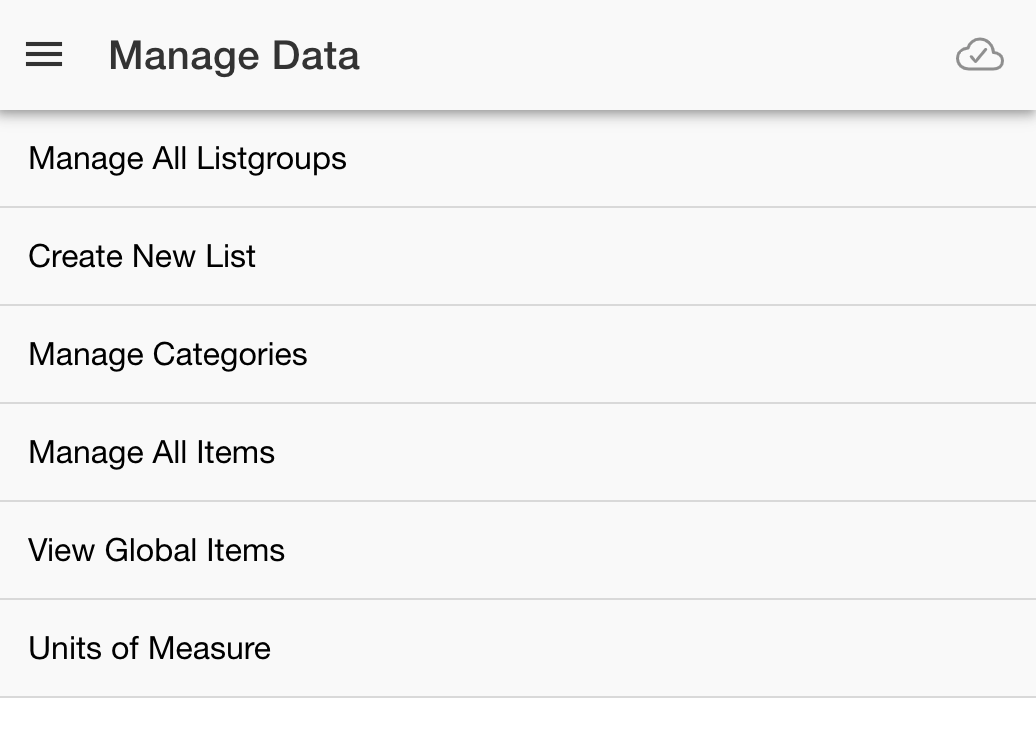 Manage Data
Manage All Listgroups
Create New List
Manage Categories
Manage All Items
View Global Items
Units of Measure